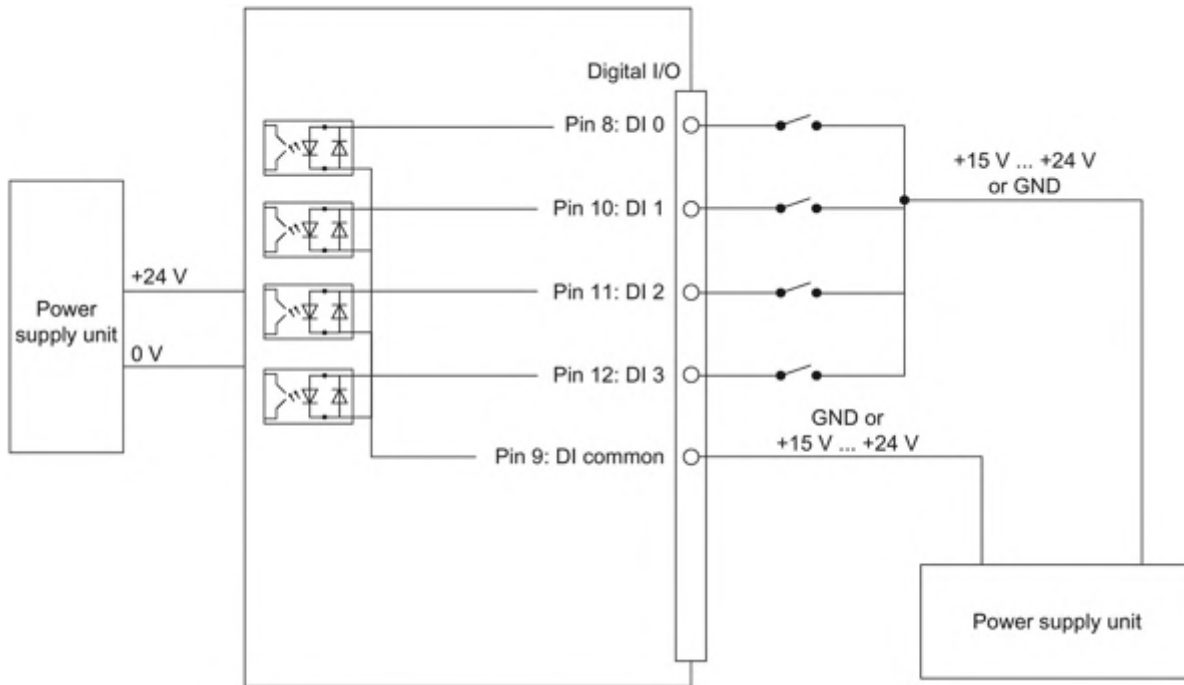 Digital I/O
Pin 8: DI 0
+15 V ... +24 V
or GND
Pin 10: DI 1
+24 V
Pin 11: DI 2
Power
supply unit
0 V
Pin 12: DI 3
GND or
+15 V ... +24 V
Pin 9: DI common
Power supply unit